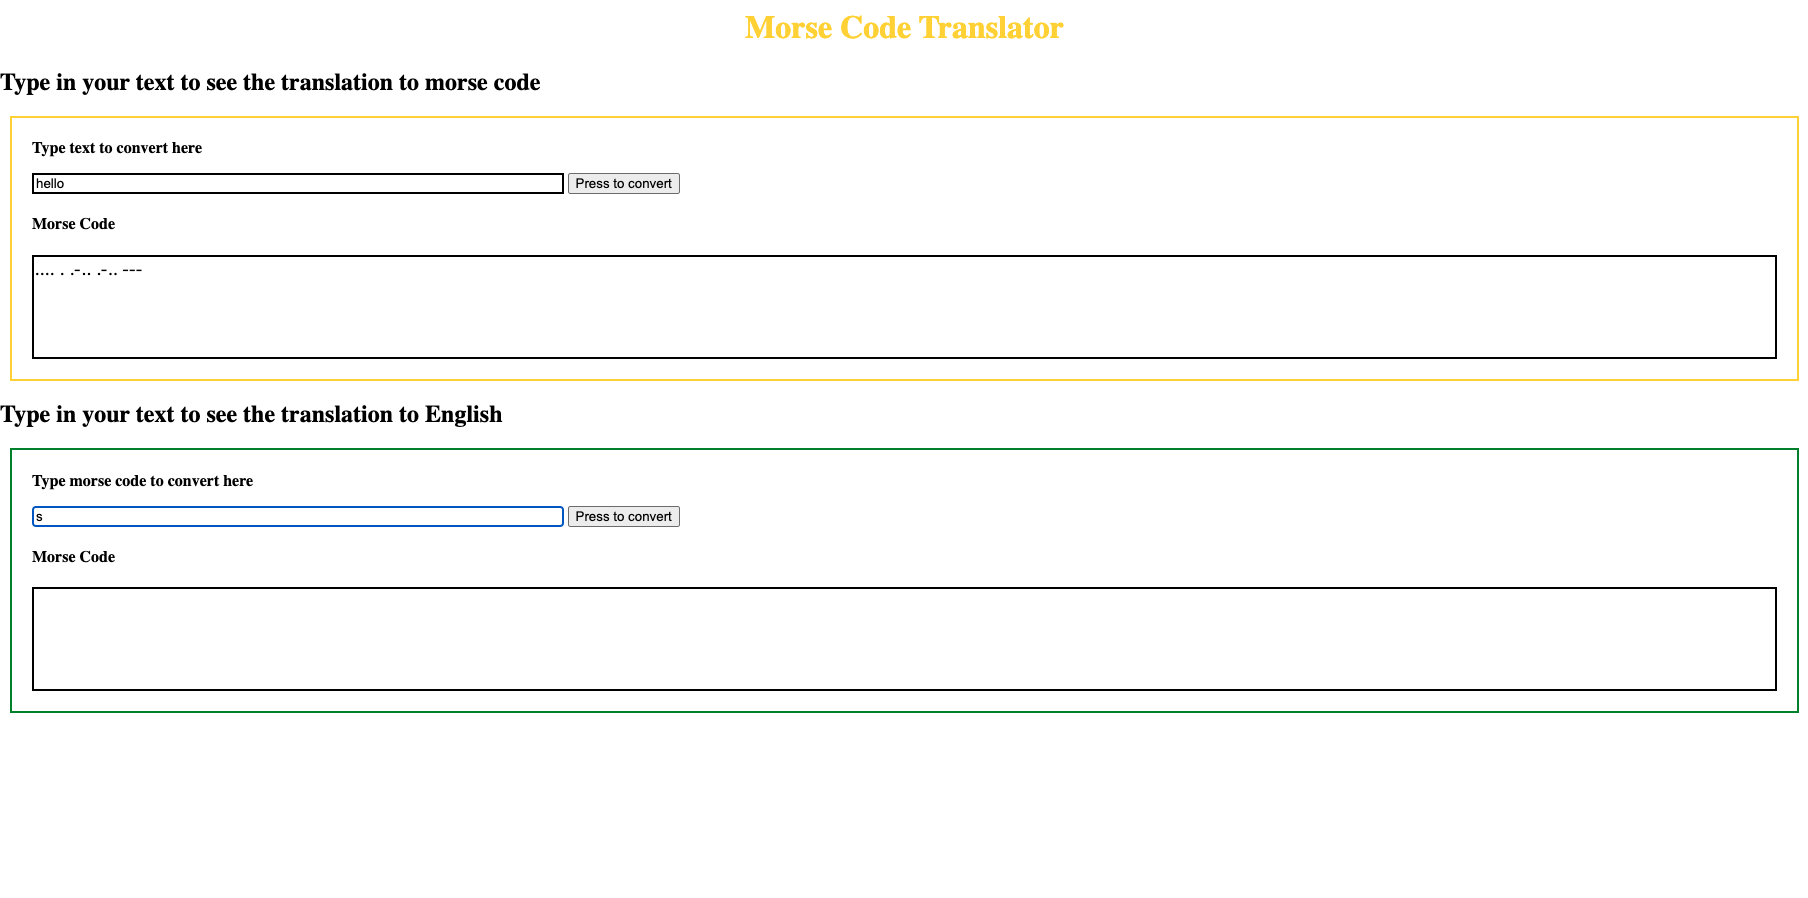 Morse Code Translator
Type in your text to see the translation to morse code
Type text to convert here
hello Press to convert
Morse Code
.... . .-.. .-.. ---
Type in your text to see the translation to English
Type morse code to convert here
s Press to convert
Morse Code